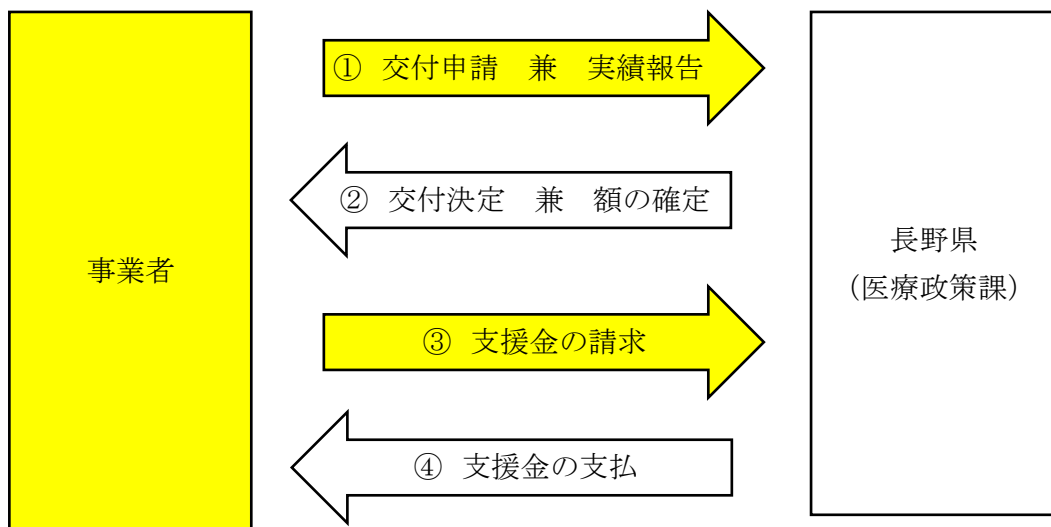 ① 交付申請　兼　実績報告
② 交付決定　兼　額の確定
事業者
長野県
（医療政策課）
③ 支援金の請求
④ 支援金の支払